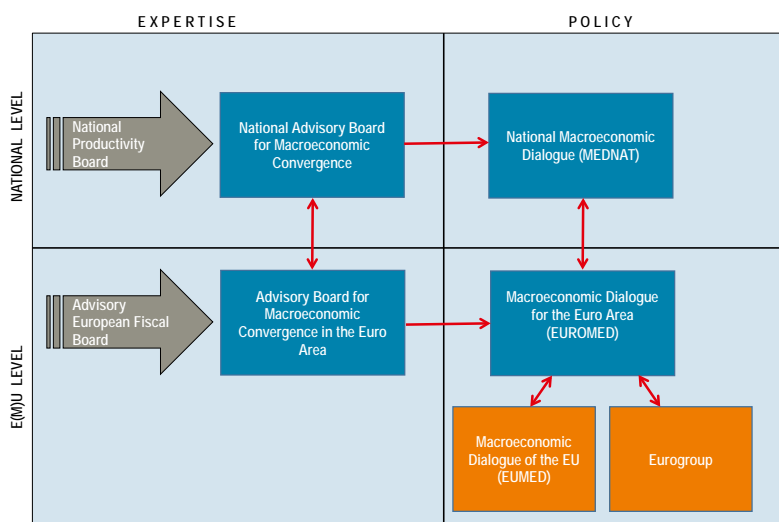 EXPERTISE
POLICY
NATIONAL LEVEL
National
Productivity
Board
National Advisory Board
for Macroeconomic
Convergence
National Macroeconomic
Dialogue (MEDNAT)
E(M)U LEVEL
Advisory
European Fiscal
Board
Advisory Board for
Macroeconomic
Convergence in the Euro
Area
Macroeconomic Dialogue
for the Euro Area
(EUROMED)
Macroeconomic
Dialogue of the EU
(EUMED)
Eurogroup